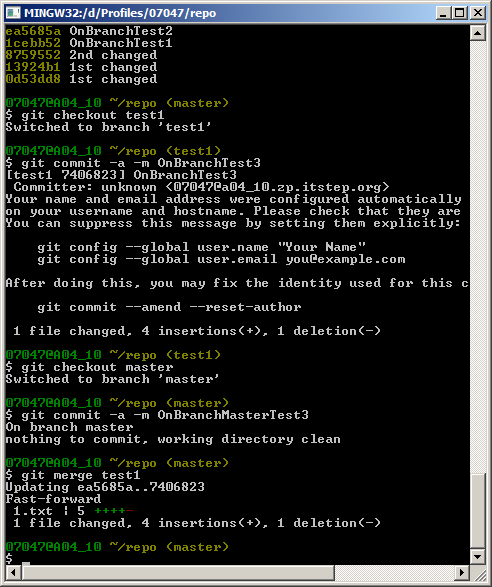 MINGW32:/d/Profiles/07047/repo
ea5685a OnBranchTest2
1cebb52 OnBranchTest1
8759552 2nd changed
13924b1 1st changed
0d53dd8 1st changed
07047@A04_10 ~/repo (master)
$ git checkout test1
Switched to branch 'test1'
07047@A04_10 ~/repo (test1)
$ git commit -a -m OnBranchTest3
[test1 7406823] OnBranchTest3
Committer: unknown <07047@a04_10.zp.itstep.org>
Your name and email address were configured automatically
on your username and hostname. Please check that they are
You can suppress this message by setting them explicitly:
git config --global user.name "Your Name"
git config --global user.email you@example.com
After doing this, you may fix the identity used for this c
git commit --amend --reset-author
1 file changed, 4 insertions(+), 1 deletion(-)
07047@A04_10 ~/repo (test1)
$ git checkout master
Switched to branch 'master'
07047@A04_10 ~/repo (master)
$ git commit -a -m OnBranchMasterTest3
On branch master
nothing to commit, working directory clean
07047@A04_10 ~/repo (master)
$ git merge test1
Updating ea5685a..7406823
Fast-forward
1.txt | 5 ++++-
1 file changed, 4 insertions(+), 1 deletion(-)
07047@A04_10 ~/repo (master)
$